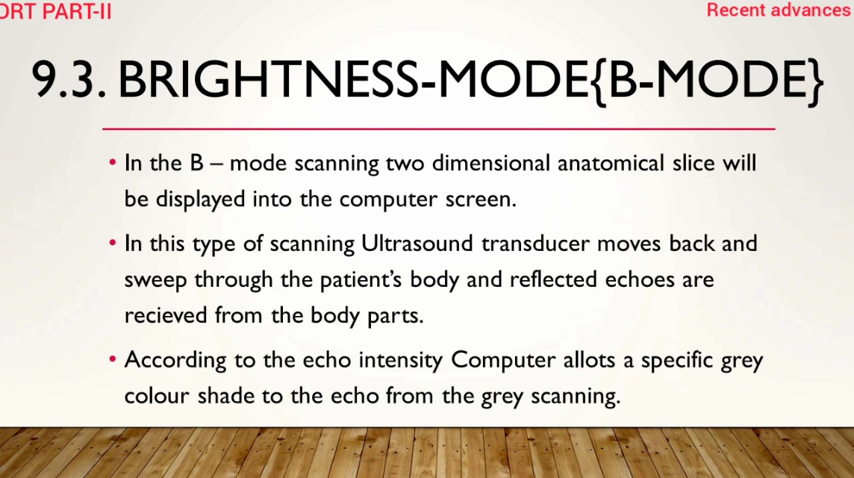 ORT PART-II
Recent advances
9.3. BRIGHTNESS-MODE{B-MODE}
• In the B – mode scanning two dimensional anatomical slice will
be displayed into the computer screen.
• In this type of scanning Ultrasound transducer moves back and
sweep through the patient's body and reflected echoes are
recieved from the body parts.
• According to the echo intensity Computer allots a specific grey
colour shade to the echo from the grey scanning.